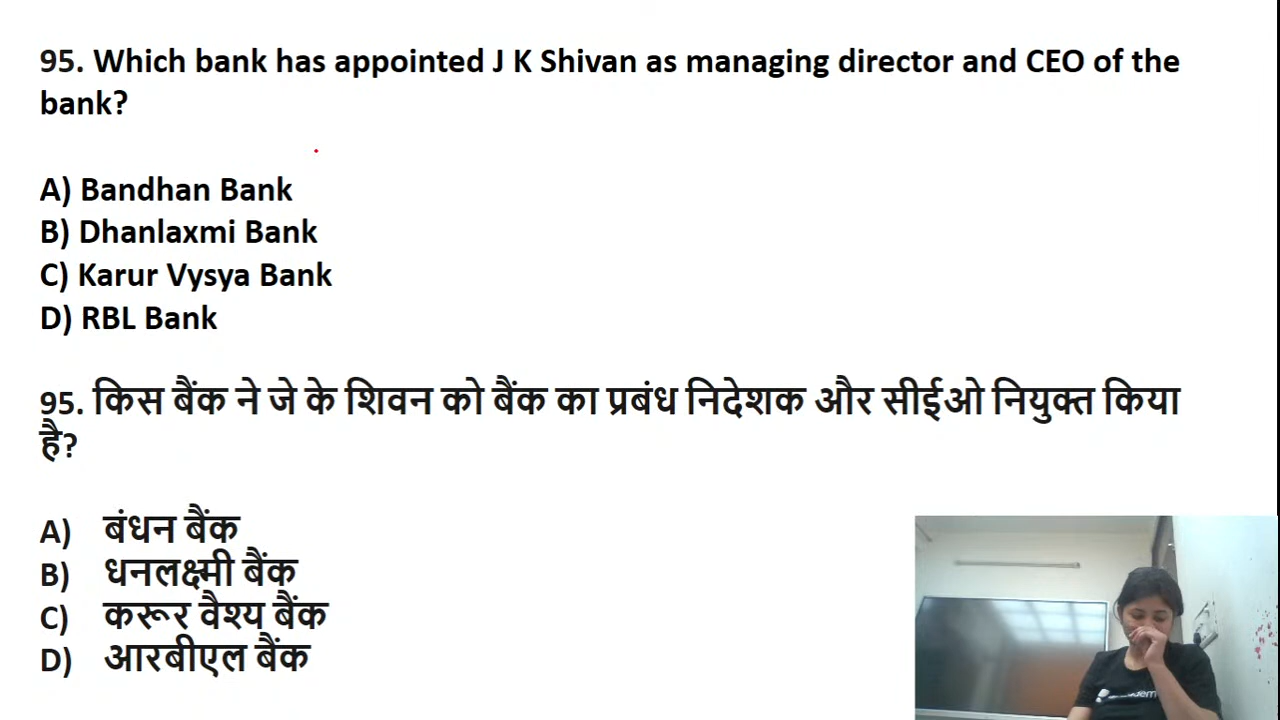 95. Which bank has appointed J K Shivan as managing director and CEO of the
bank?
A) Bandhan Bank
B) Dhanlaxmi Bank
C) Karur Vysya Bank
D) RBL Bank
95. किस बैंक ने जे के शिवन को बैंक का प्रबंध निदेशक और सीईओ नियुक्त किया
है?
A) बंधन बैंक
B) धनलक्ष्मी बैंक
C) करूर वैश्य बैंक
D) आरबीएल बैंक